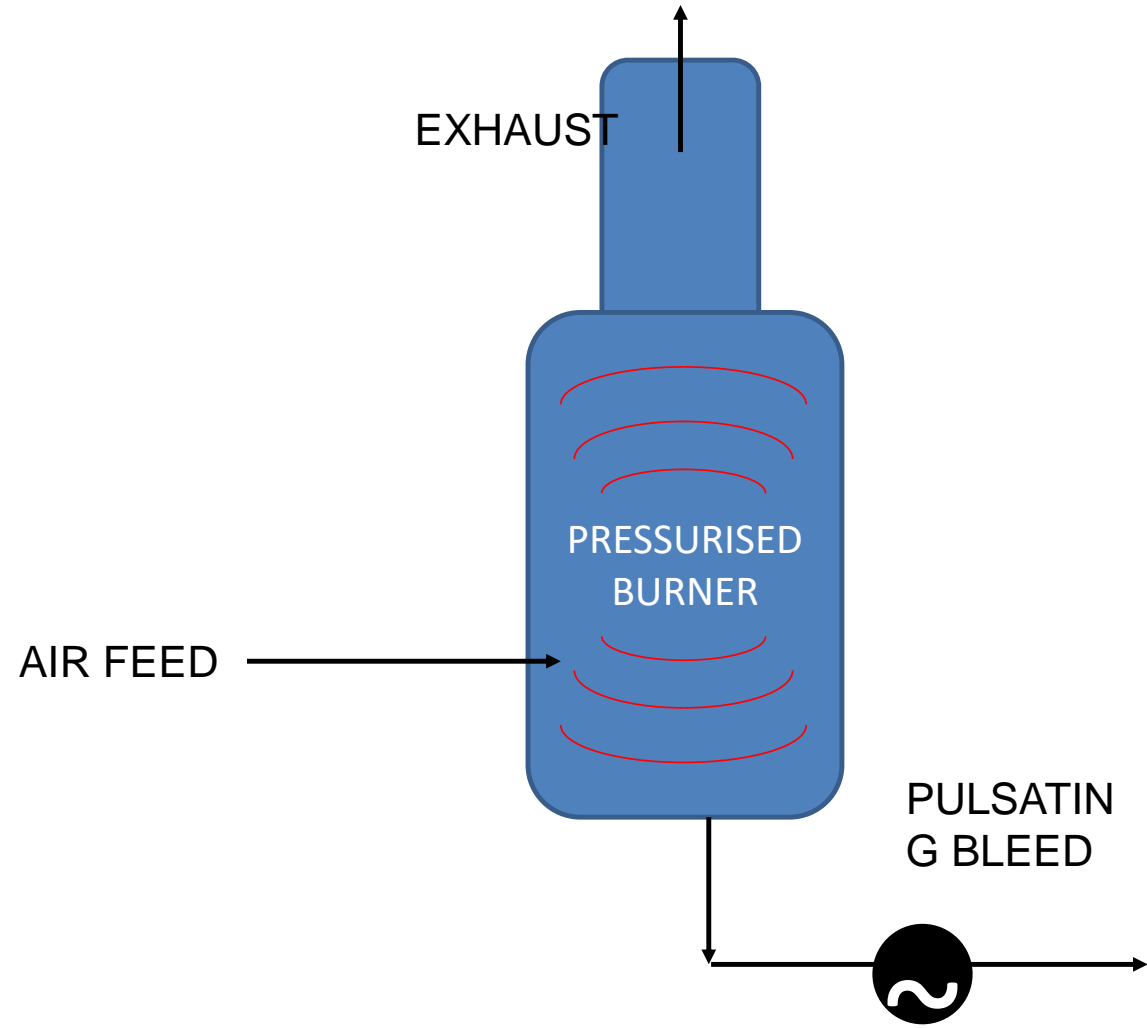 EXHAUST
PRESSURISED
BURNER
AIR FEED
PULSATIN
G BLEED